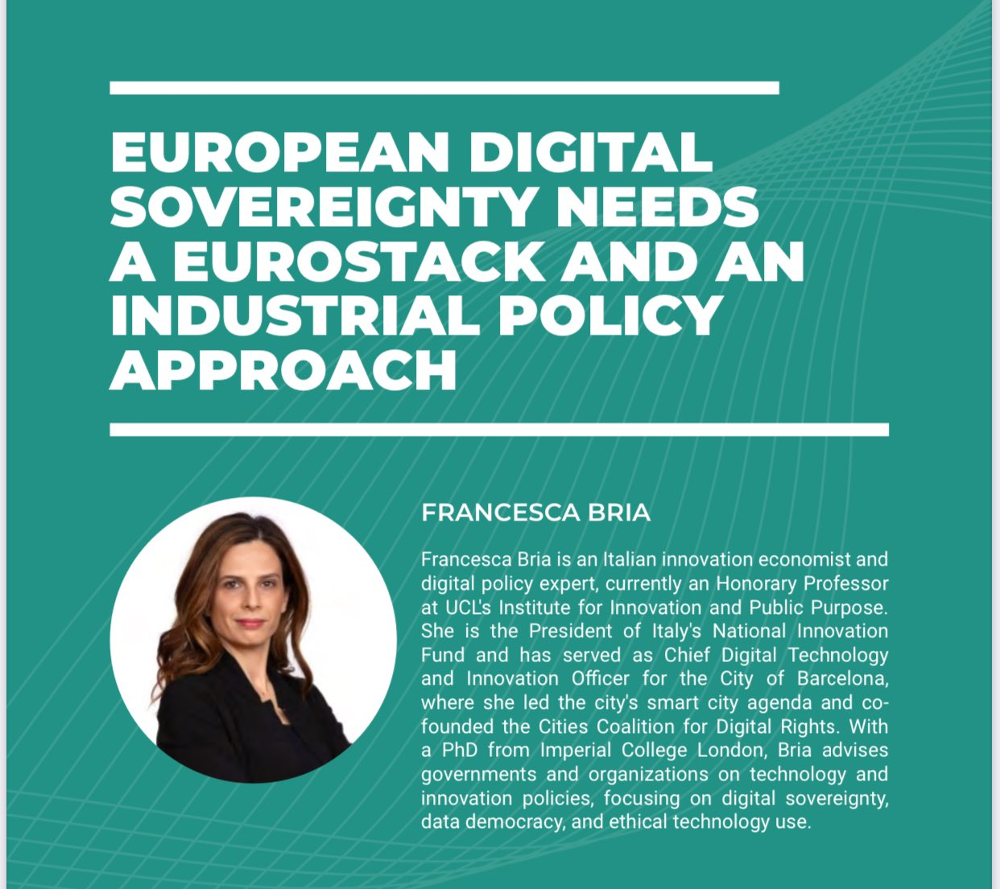 EUROPEAN DIGITAL
SOVEREIGNTY NEEDS
A EUROSTACK AND AN
INDUSTRIAL POLICY
APPROACH
FRANCESCA BRIA
Francesca Bria is an Italian innovation economist and
digital policy expert, currently an Honorary Professor
at UCL's Institute for Innovation and Public Purpose.
She is the President of Italy's National Innovation
Fund and has served as Chief Digital Technology
and Innovation Officer for the City of Barcelona,
where she led the city's smart city agenda and co-
founded the Cities Coalition for Digital Rights. With
a PhD from Imperial College London, Bria advises
governments and organizations on technology and
innovation policies, focusing on digital sovereignty,
data democracy, and ethical technology use.